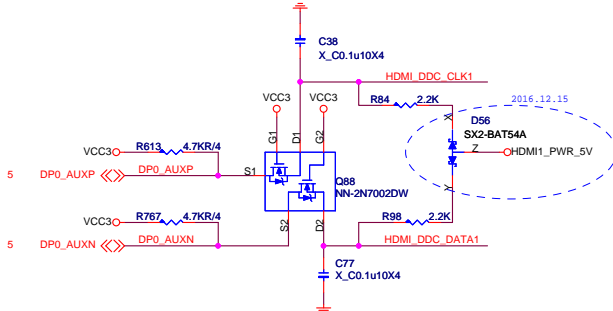 C38
X_C0.1u10X4
HDMI_DDC_CLK1
VCC3
VCC3
R84
2.2K
2016.12.15
G1
D1
G2
X
D56
SX2-BAT54A
VCC3
R613
4.7KR/4
Z
HDMI1_PWR_5V
5
DP0_AUXP
DP0_AUXP
S1
Q88
NN-2N7002DW
Y
VCC3
R767
4.7KR/4
S2
D2
R98
2.2K
5
DP0_AUXN
DP0_AUXN
HDMI_DDC_DATA1
C77
X_C0.1u10X4